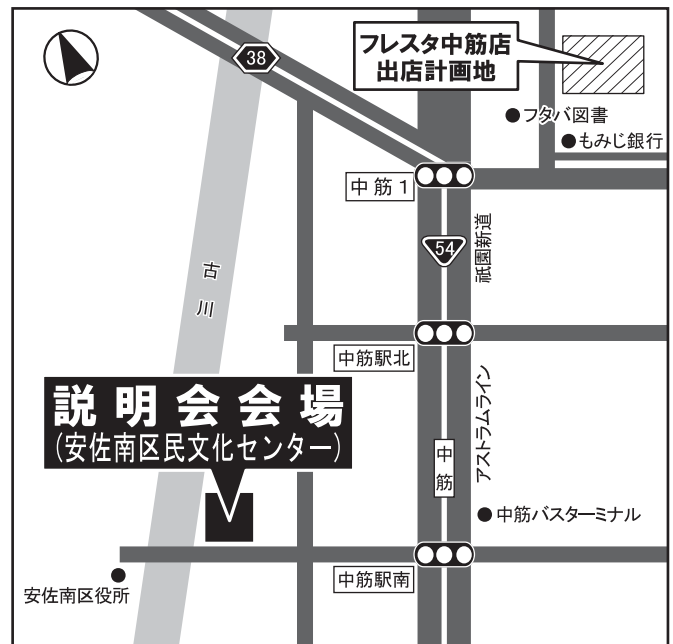 38
フレスタ中筋店
出店計画地
フタバ図書
もみじ銀行
中筋1
54
祇園新道
古川
中筋駅北
説明会会場
(安佐南区民文化センター)
アストラムライン
中筋
中筋バスターミナル
中筋駅南
安佐南区役所